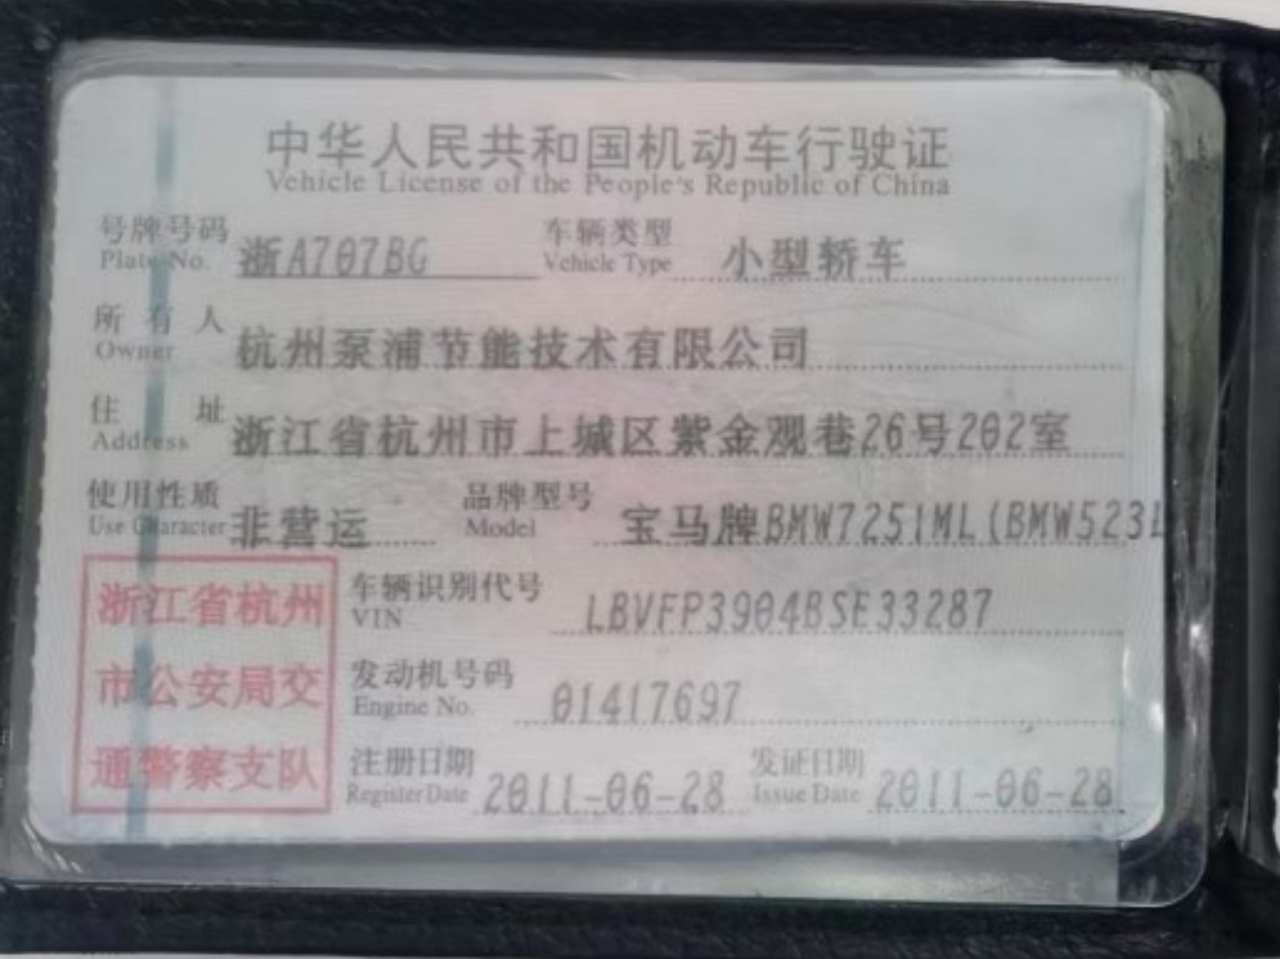 中华人民共和国机动车行驶证
Vehicle License of the People's Republic of China
号牌号码 浙A707BG 车辆类型 小型轿车
Plate No. Vehicle Type
所有人 杭州泵浦节能技术有限公司
Owner
住址 浙江省杭州市上城区紫金观巷26号202室
Address
使用性质 非营运 品牌型号 宝马牌BMW7251ML(BMW523L
Use Character Model
浙江省杭州
市公安局交
通警察支队
车辆识别代号 LBVFP3904BSE33287
VIN
发动机号码 01417697
Engine No.
注册日期 2011-06-28 发证日期 2011-06-28
Register Date Issue Date